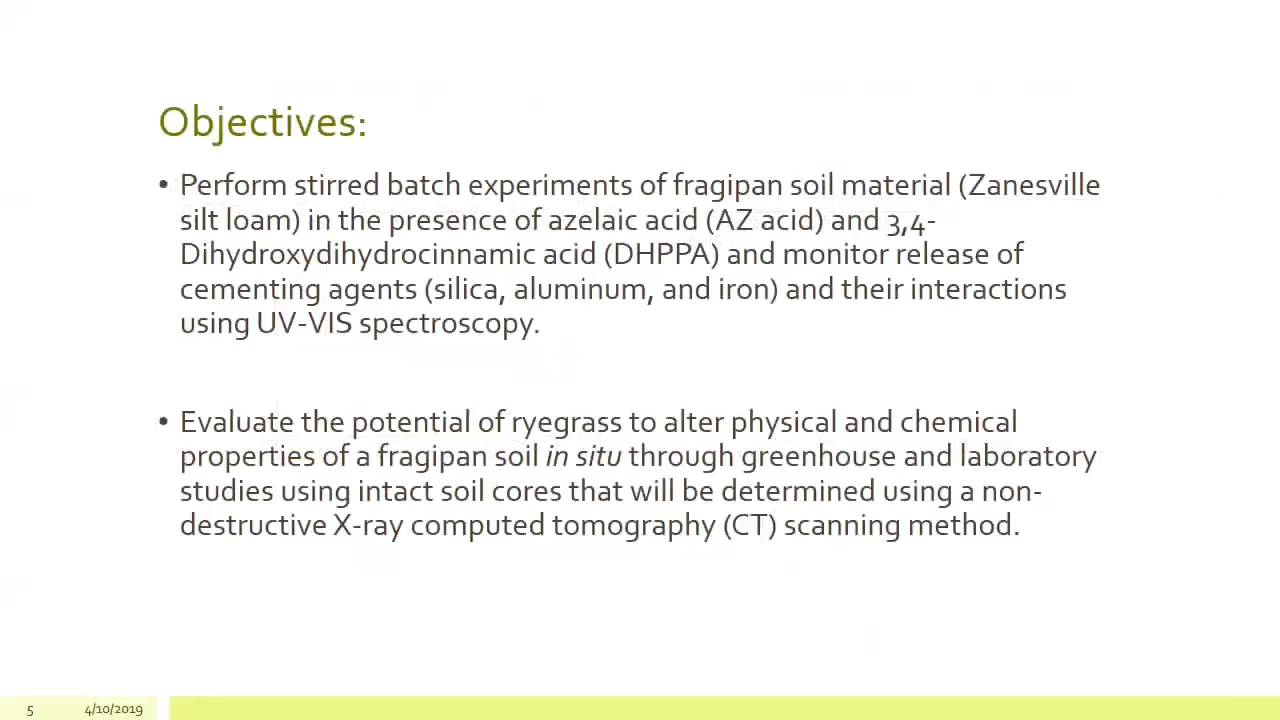 Objectives:
• Perform stirred batch experiments of fragipan soil material (Zanesville
silt loam) in the presence of azelaic acid (AZ acid) and 3,4-
Dihydroxydihydrocinnamic acid (DHPPA) and monitor release of
cementing agents (silica, aluminum, and iron) and their interactions
using UV-VIS spectroscopy.
• Evaluate the potential of ryegrass to alter physical and chemical
properties of a fragipan soil in situ through greenhouse and laboratory
studies using intact soil cores that will be determined using a non-
destructive X-ray computed tomography (CT) scanning method.
5 4/10/2019